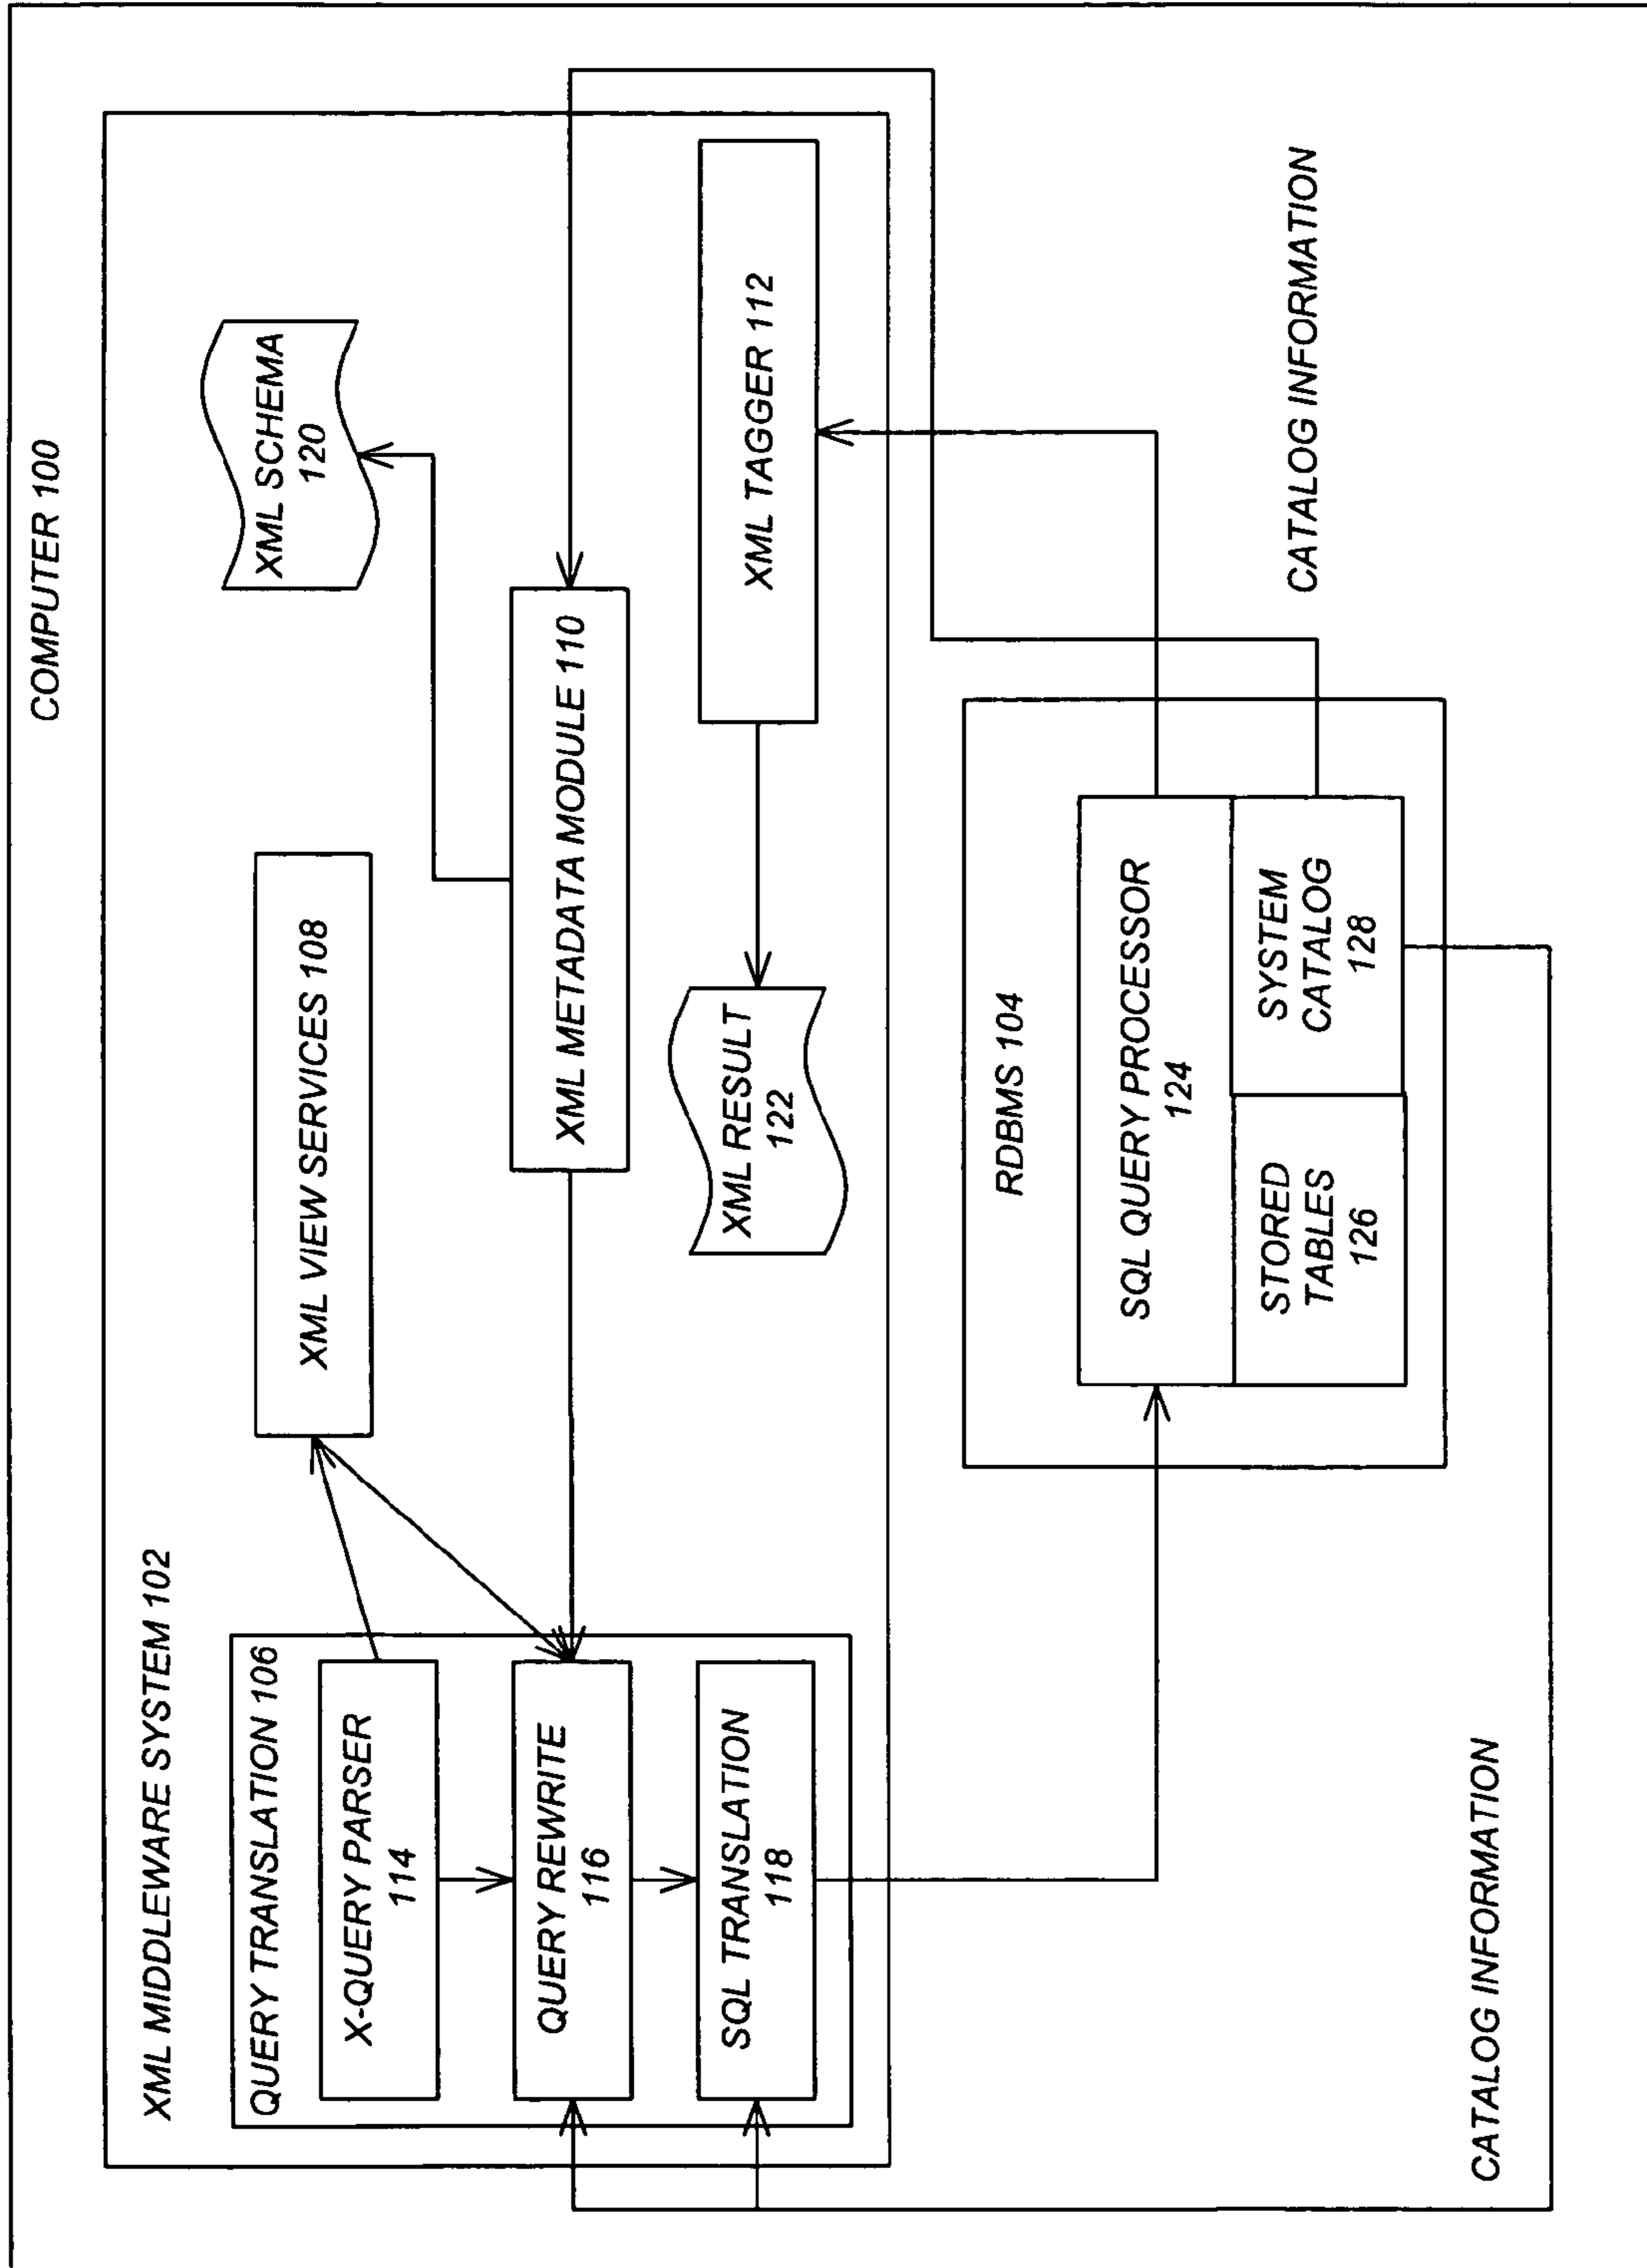 COMPUTER 100
XML MIDDLEWARE SYSTEM 102
QUERY TRANSLATION 106
X-QUERY PARSER
114
QUERY REWRITE
116
SQL TRANSLATION
118
XML VIEW SERVICES 108
XML SCHEMA
120
XML METADATA MODULE 110
XML RESULT
122
XML TAGGER 112
RDBMS 104
SQL QUERY PROCESSOR
124
STORED
TABLES
126
SYSTEM
CATALOG
128
CATALOG INFORMATION
CATALOG INFORMATION